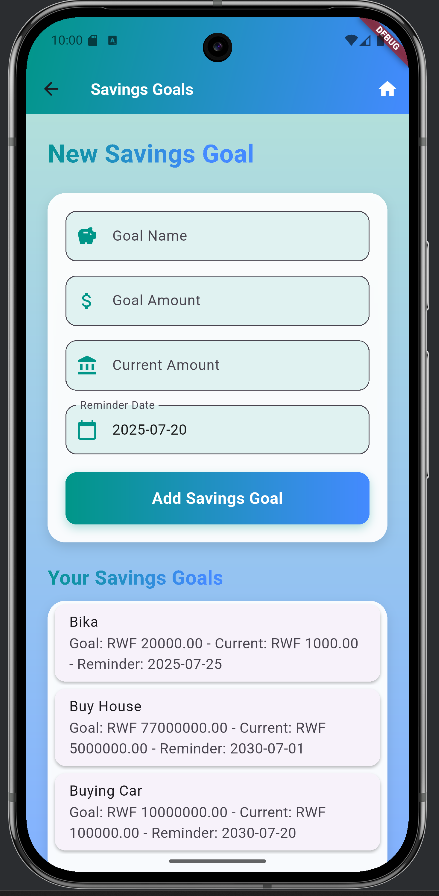 10:00
A
DEBUG
Savings Goals
New Savings Goal
Goal Name
$
Goal Amount
Current Amount
Reminder Date
2025-07-20
Add Savings Goal
Your Savings Goals
Bika
Goal: RWF 20000.00 - Current: RWF 1000.00
- Reminder: 2025-07-25
Buy House
Goal: RWF 77000000.00 - Current: RWF
5000000.00 - Reminder: 2030-07-01
Buying Car
Goal: RWF 10000000.00 - Current: RWF
100000.00 - Reminder: 2030-07-20